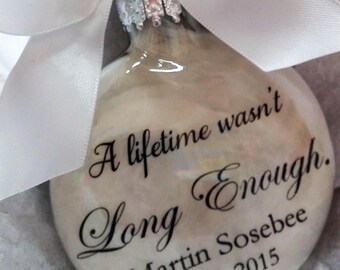 A lifetime wasn't
Long Enough.
Martin Sosebee
2015